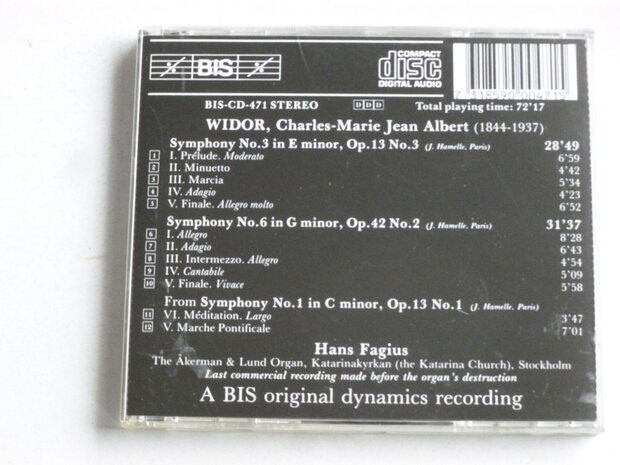 BIS
COMPACT
disc
DIGITAL AUDIO
7 318590 004715
BIS-CD-471 STEREO DDD Total playing time: 72'17
WIDOR, Charles-Marie Jean Albert (1844-1937)
Symphony No.3 in E minor, Op.13 No.3 (J. Hamelle, Paris) 28'49
1 I. Prélude. Moderato 6'59
2 II. Minuetto 4'42
3 III. Marcia 5'34
4 IV. Adagio 4'23
5 V. Finale. Allegro molto 6'52
Symphony No.6 in G minor, Op.42 No.2 (J. Hamelle, Paris) 31'37
6 I. Allegro 8'28
7 II. Adagio 6'43
8 III. Intermezzo. Allegro 4'54
9 IV. Cantabile 5'09
10 V. Finale. Vivace 5'58
From Symphony No.1 in C minor, Op.13 No.1 (J. Hamelle, Paris)
11 VI. Méditation. Largo 3'47
12 V. Marche Pontificale 7'01
Hans Fagius
The Åkerman & Lund Organ, Katarinakyrkan (the Katarina Church), Stockholm
Last commercial recording made before the organ's destruction
A BIS original dynamics recording